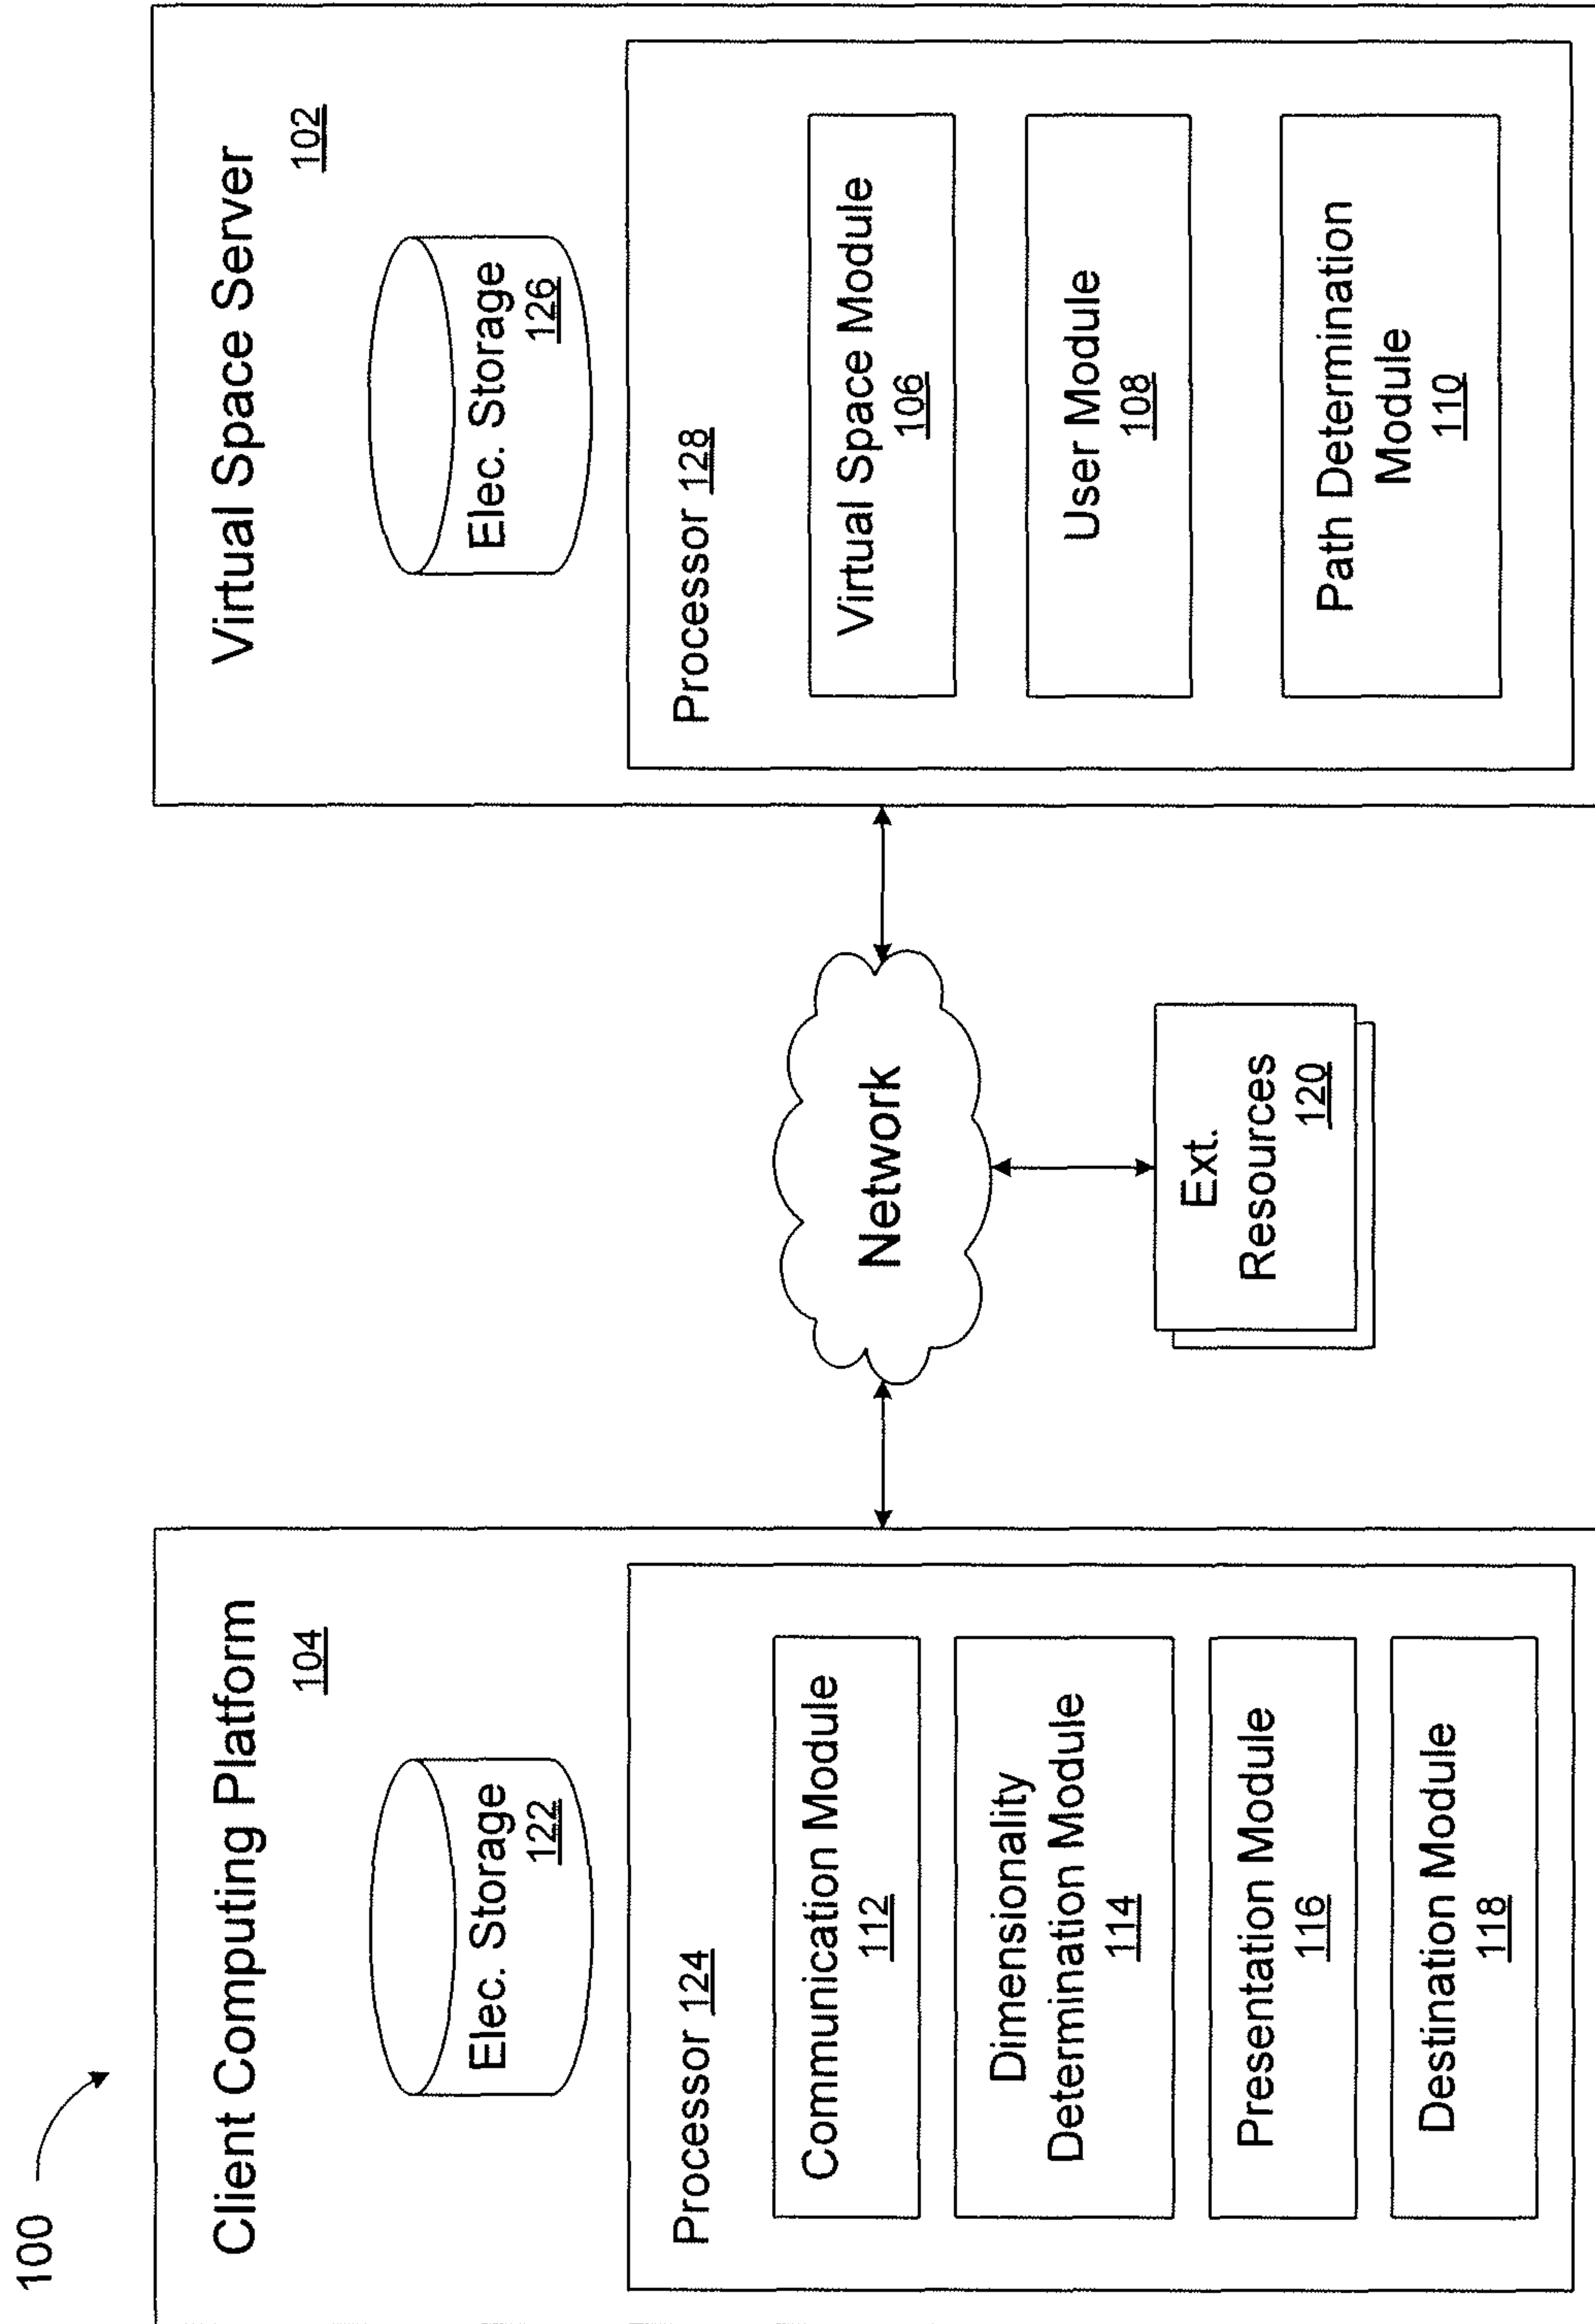 100
Client Computing Platform
104
Elec. Storage
122
Processor 124
Communication Module
112
Dimensionality
Determination Module
114
Presentation Module
116
Destination Module
118
Network
Ext.
Resources
120
Virtual Space Server
102
Elec. Storage
126
Processor 128
Virtual Space Module
106
User Module
108
Path Determination
Module
110